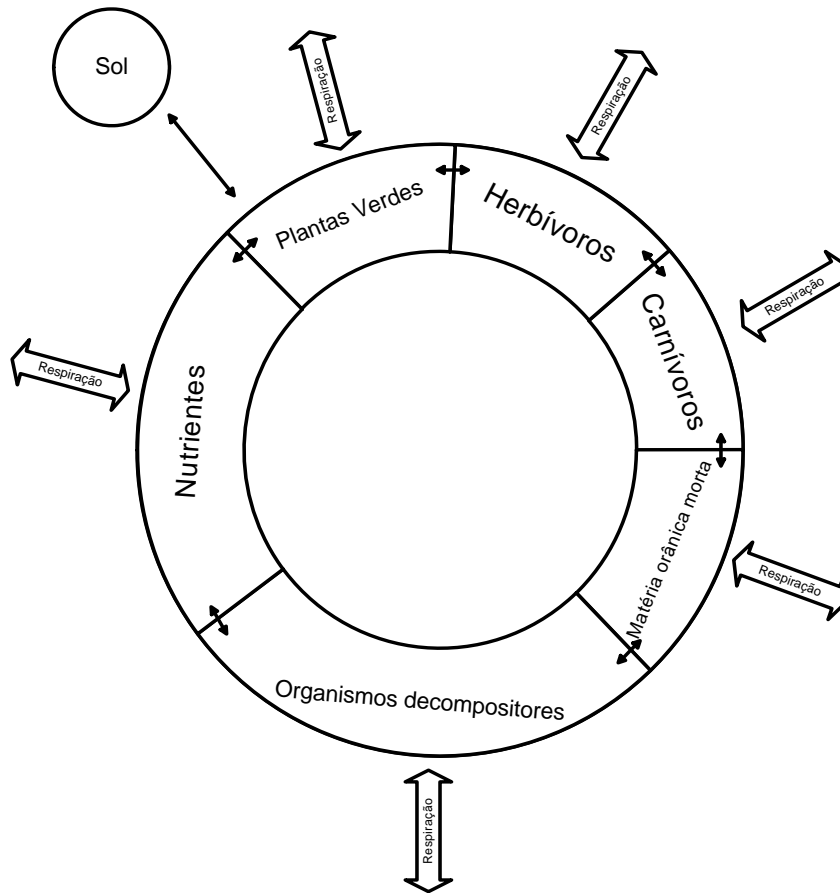 Sol
Respiração
Respiração
Plantas Verdes
Herbívoros
Respiração
Carnívoros
Respiração
Nutrientes
Matéria orânica morta
Respiração
Organismos decompositores
Respiração